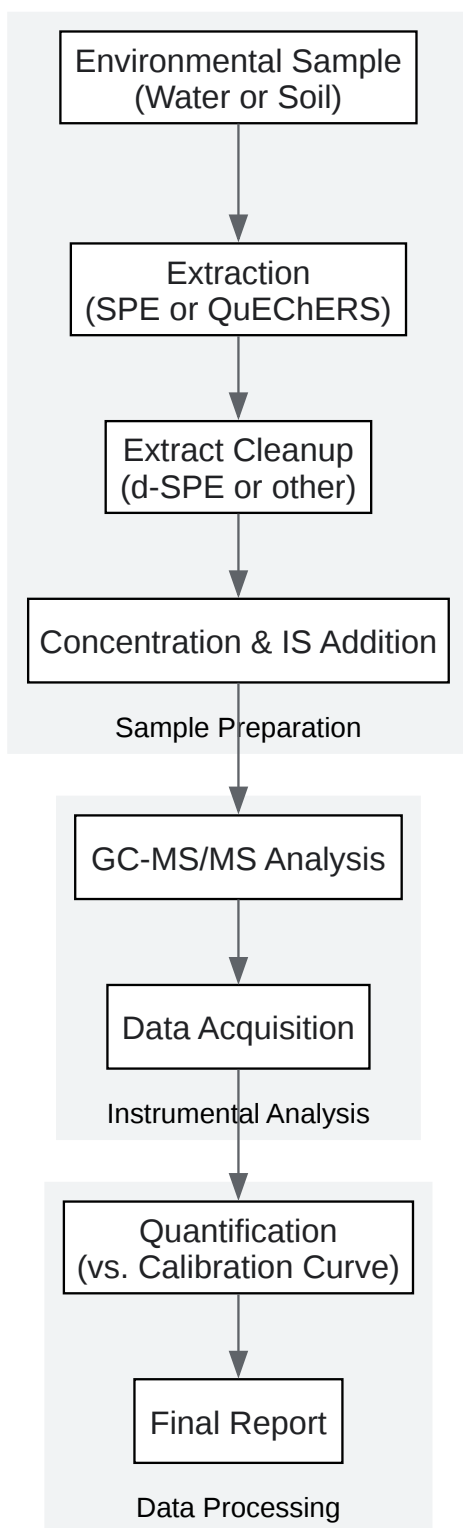 Environmental Sample
(Water or Soil)
Extraction
(SPE or QuEChERS)
Extract Cleanup
(d-SPE or other)
Concentration & IS Addition
Sample Preparation
GC-MS/MS Analysis
Data Acquisition
Instrumental Analysis
Quantification
(vs. Calibration Curve)
Final Report
Data Processing